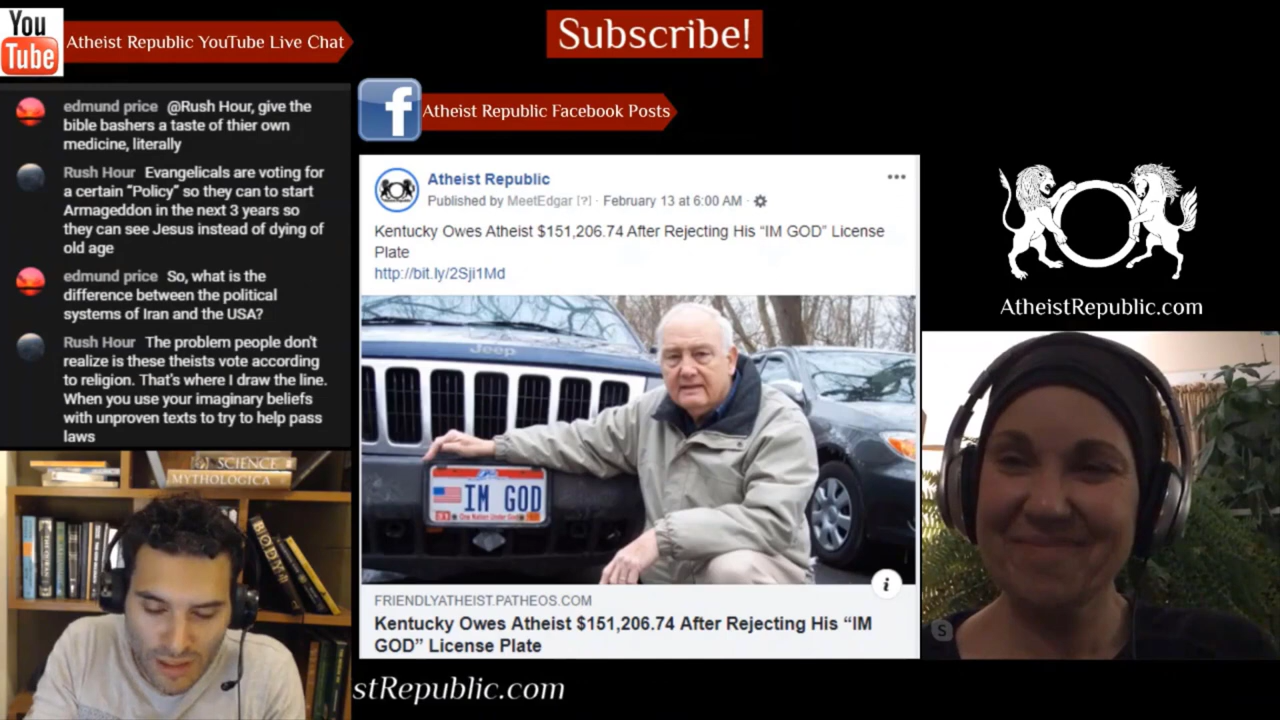 You
Tube
Atheist Republic YouTube Live Chat
Subscribe!
edmund price @Rush Hour, give the
bible bashers a taste of thier own
medicine, literally
Rush Hour Evangelicals are voting for
a certain "Policy" so they can to start
Armageddon in the next 3 years so
they can see Jesus instead of dying of
old age
edmund price So, what is the
difference between the political
systems of Iran and the USA?
Rush Hour The problem people don't
realize is these theists vote according
to religion. That's where I draw the line.
When you use your imaginary beliefs
with unproven texts to try to help pass
laws
f
Atheist Republic Facebook Posts
Atheist Republic
Published by MeetEdgar [?] · February 13 at 6:00 AM ·
Kentucky Owes Atheist $151,206.74 After Rejecting His "IM GOD" License
Plate
http://bit.ly/2Sji1Md
Jeep
IM GOD
One Nation Under God
i
FRIENDLYATHEIST.PATHEOS.COM
Kentucky Owes Atheist $151,206.74 After Rejecting His "IM
GOD" License Plate
AtheistRepublic.com
SCIENCE
MYTHOLOGICA
BODY
S
stRepublic.com